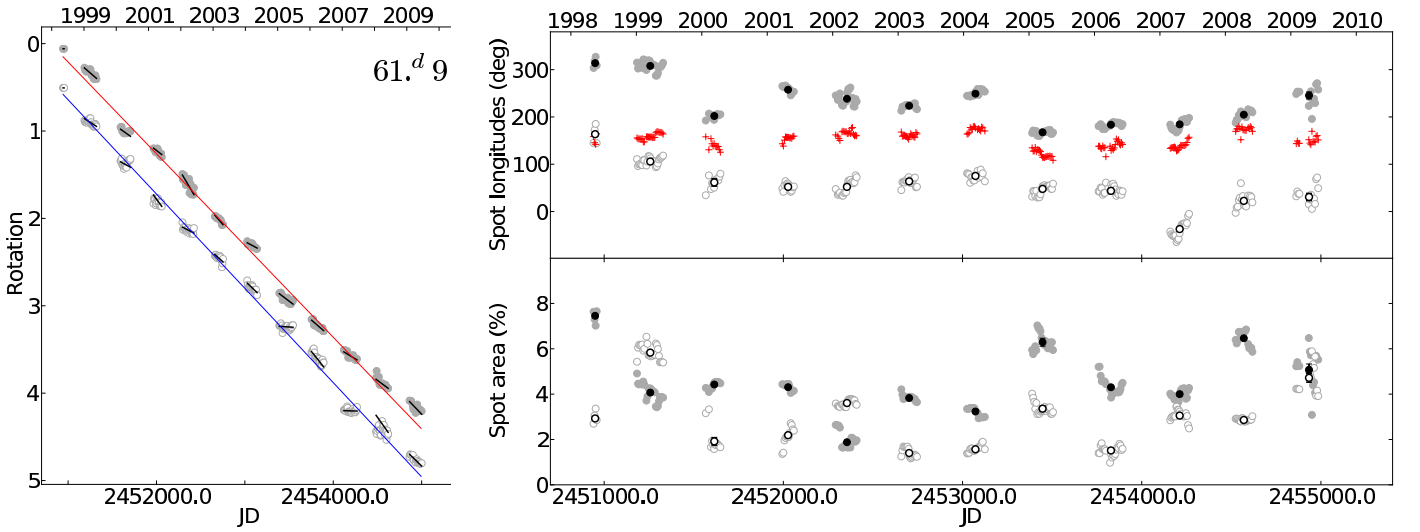 1999 2001 2003 2005 2007 2009
0
1
2
3
4
5
Rotation
61.ᵈ 9
2452000.0 2454000.0
JD
1998 1999 2000 2001 2002 2003 2004 2005 2006 2007 2008 2009 2010
Spot longitudes (deg)
300
200
100
0
Spot area (%)
8
6
4
2
0
2451000.0 2452000.0 2453000.0 2454000.0 2455000.0
JD